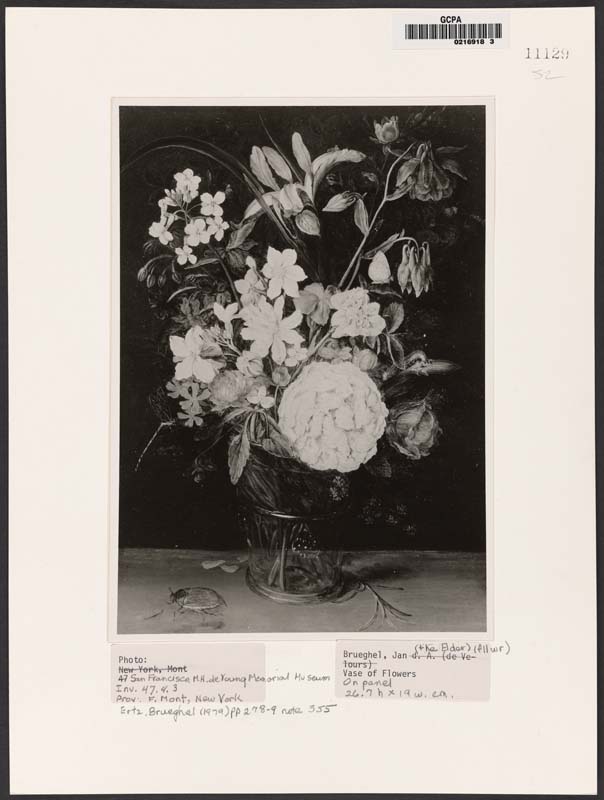 GCPA
0216918 3
11129
52
Photo:
New York, Mont
47 San Francisco M.H. de Young Memorial Museum
Inv. 47.4.3
Prov: F. Mont, New York
Ertz, Brueghel (1979) pp 278-9 note 355
(the Elder) (follwr)
Brueghel, Jan d. A. (de Ve-
lours)
Vase of Flowers
On panel
26.7 h x 19 w. cm.